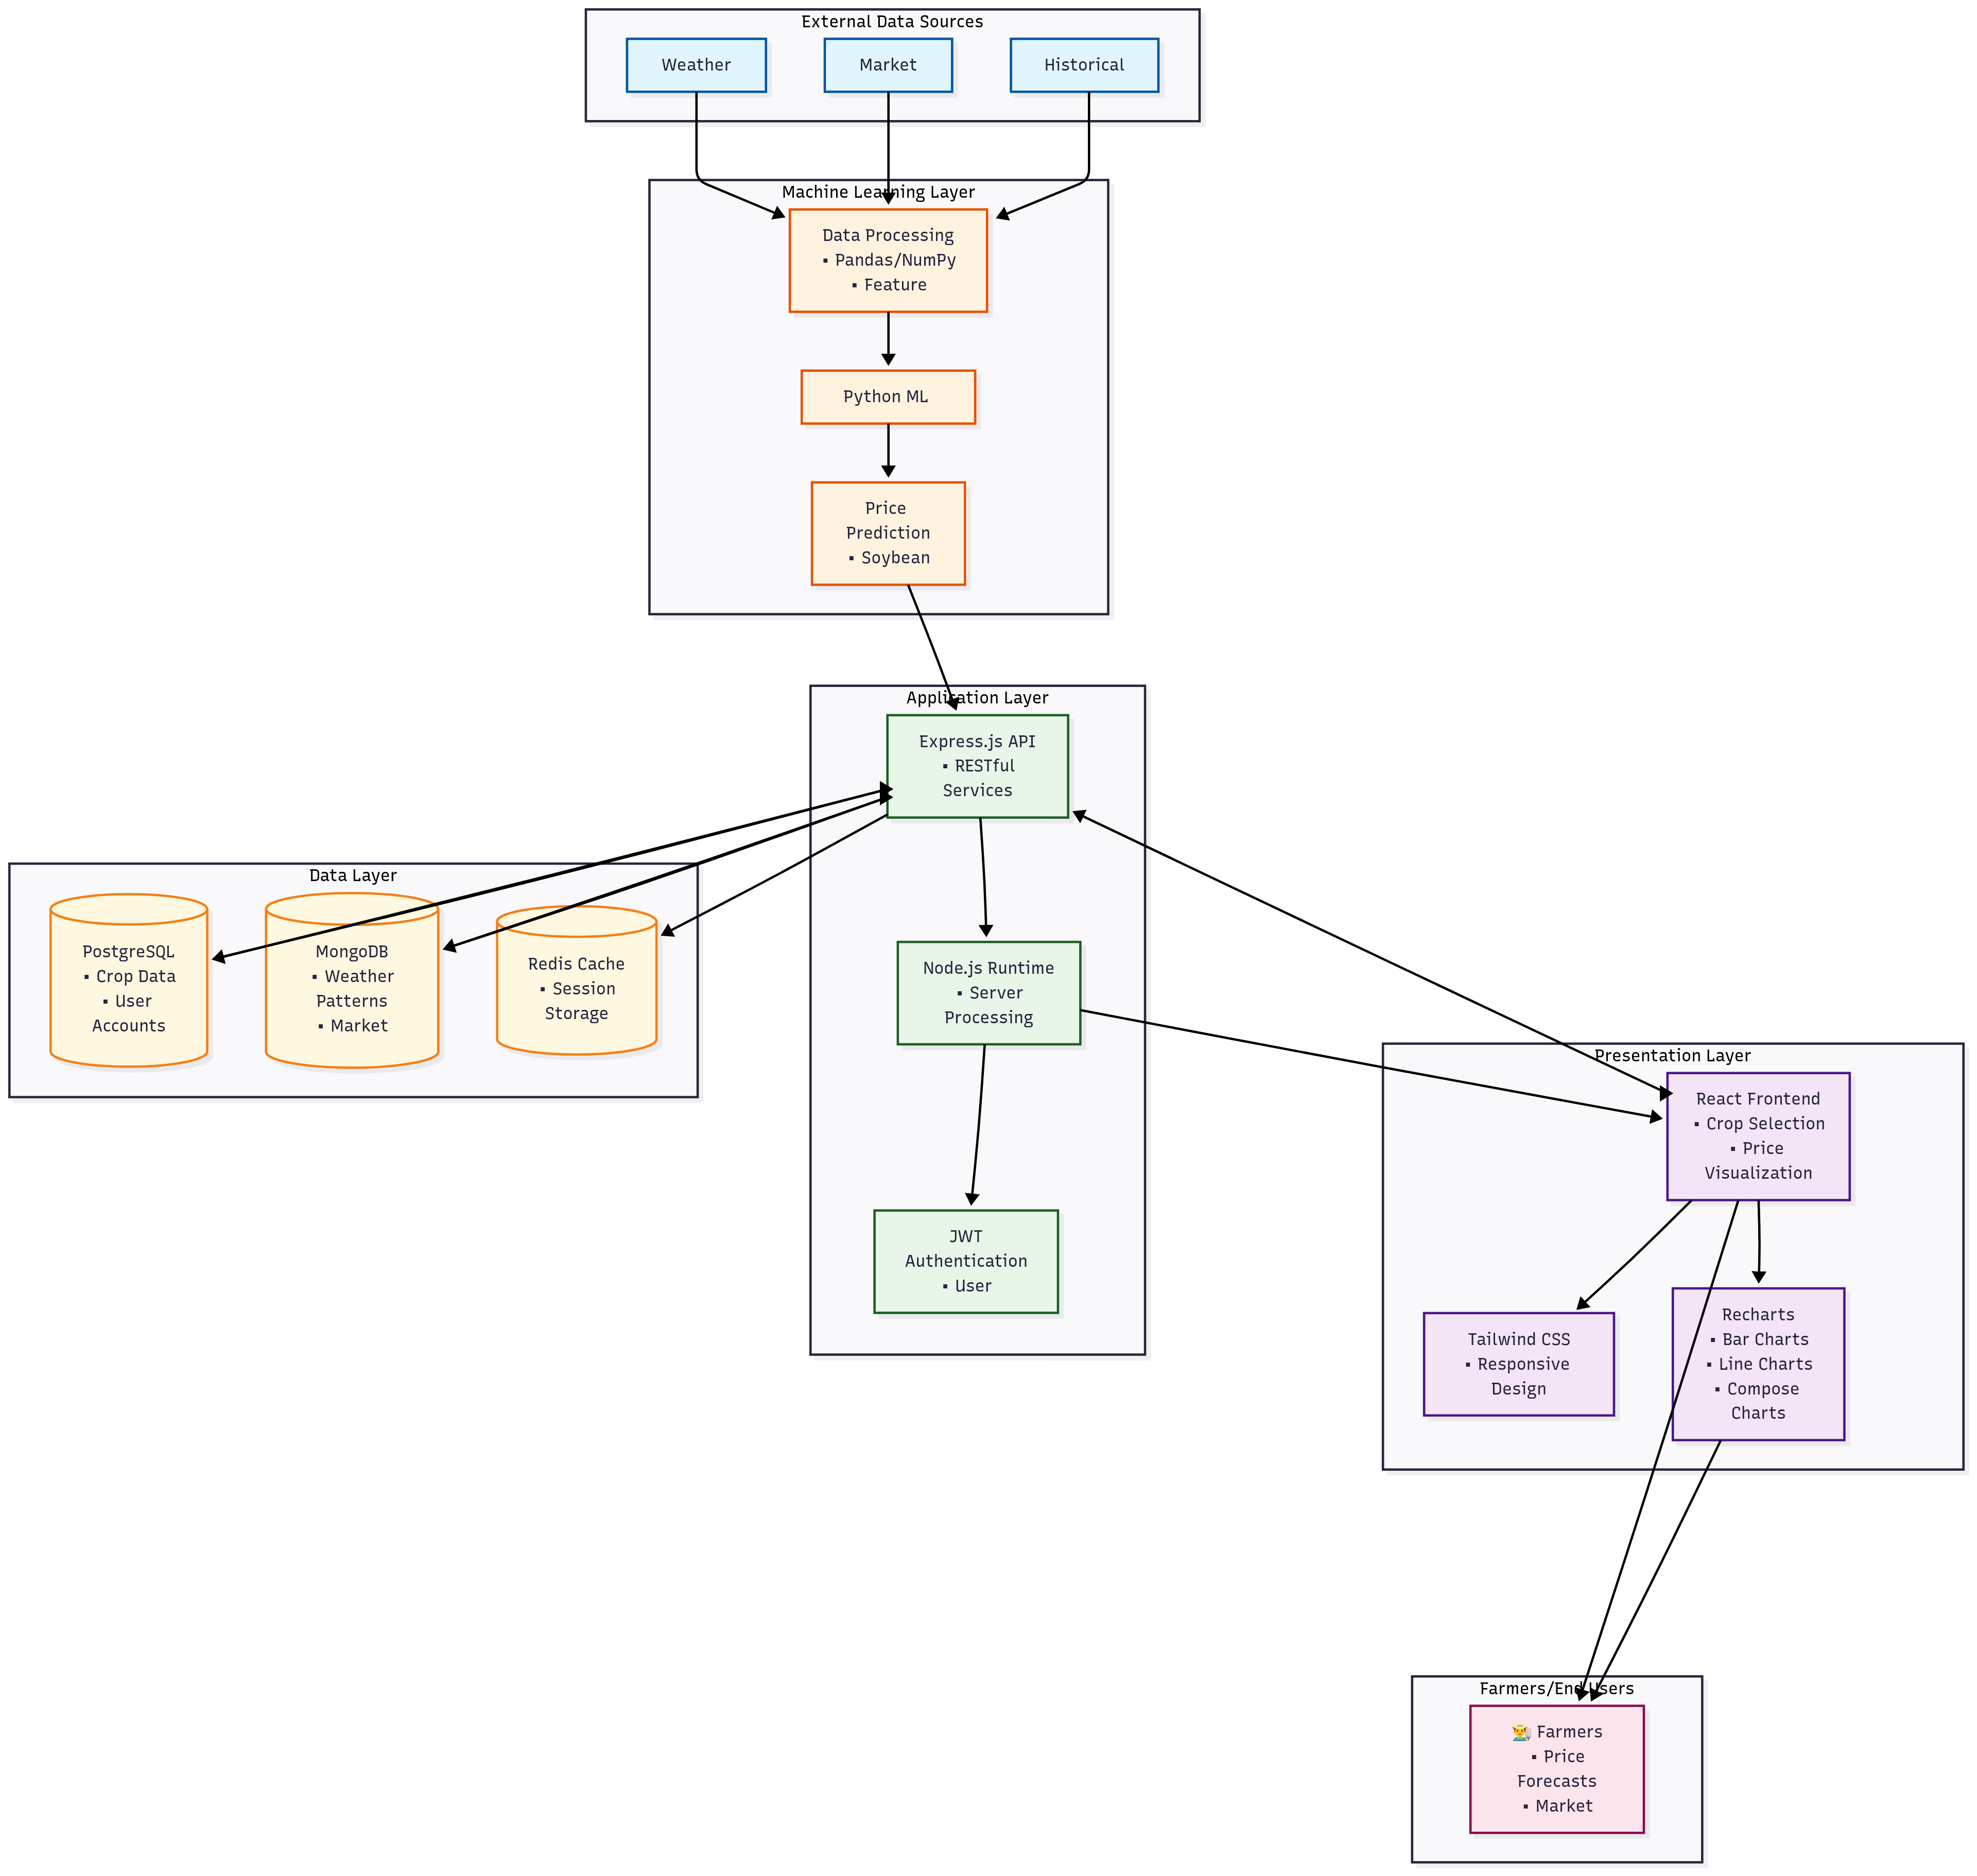 External Data Sources
Weather
Market
Historical
Machine Learning Layer
Data Processing
▪ Pandas/NumPy
▪ Feature
Python ML
Price
Prediction
▪ Soybean
Application Layer
Express.js API
▪ RESTful
Services
Data Layer
PostgreSQL
▪ Crop Data
▪ User
Accounts
MongoDB
▪ Weather
Patterns
▪ Market
Redis Cache
▪ Session
Storage
Node.js Runtime
▪ Server
Processing
JWT
Authentication
▪ User
Presentation Layer
React Frontend
▪ Crop Selection
▪ Price
Visualization
Tailwind CSS
▪ Responsive
Design
Recharts
▪ Bar Charts
▪ Line Charts
▪ Compose
Charts
Farmers/End Users
👨‍🌾 Farmers
▪ Price
Forecasts
▪ Market